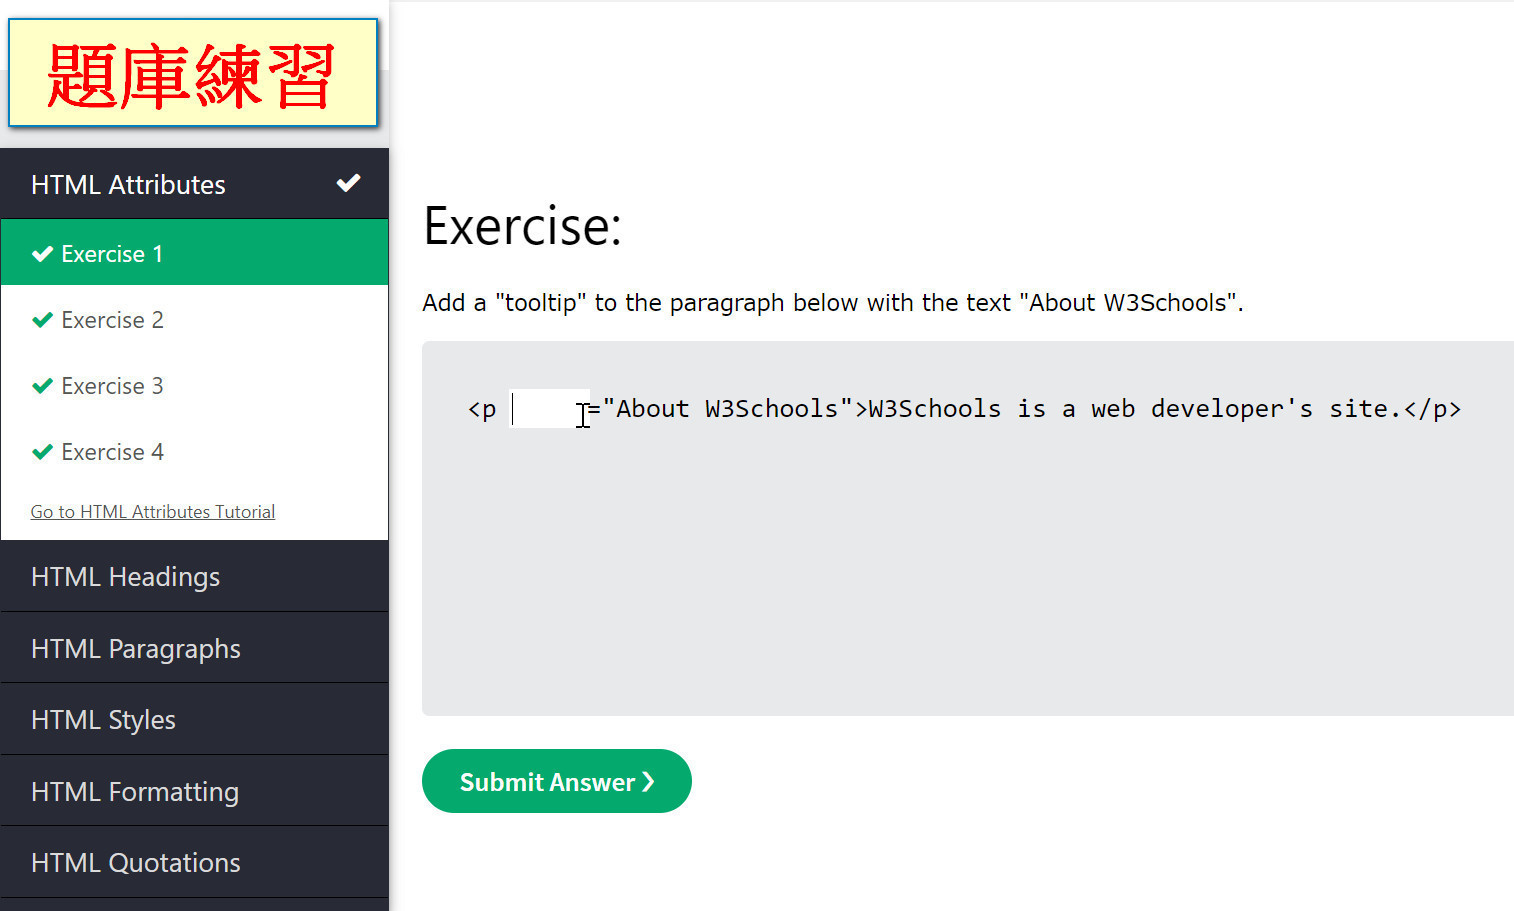 題庫練習
HTML Attributes
Exercise 1
Exercise 2
Exercise 3
Exercise 4
Go to HTML Attributes Tutorial
HTML Headings
HTML Paragraphs
HTML Styles
HTML Formatting
HTML Quotations
Exercise:
Add a "tooltip" to the paragraph below with the text "About W3Schools".
<p ="About W3Schools">W3Schools is a web developer's site.</p>
Submit Answer ❯